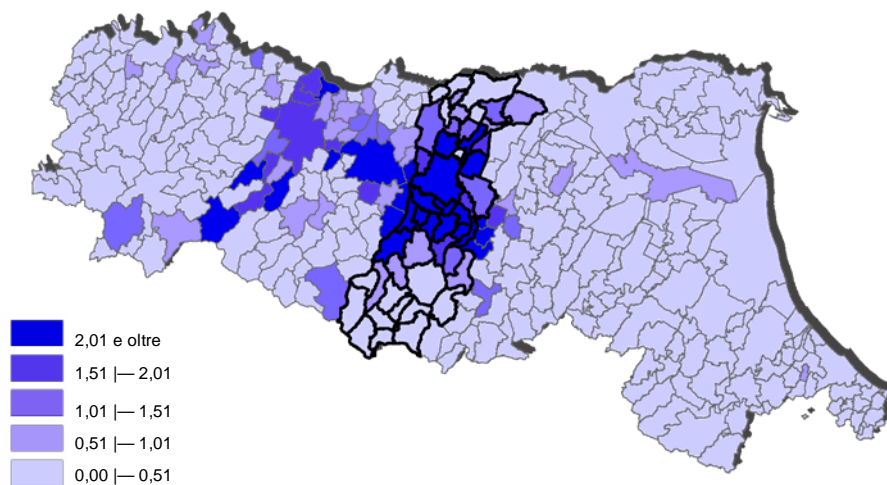 2,01 e oltre
1,51 |— 2,01
1,01 |— 1,51
0,51 |— 1,01
0,00 |— 0,51